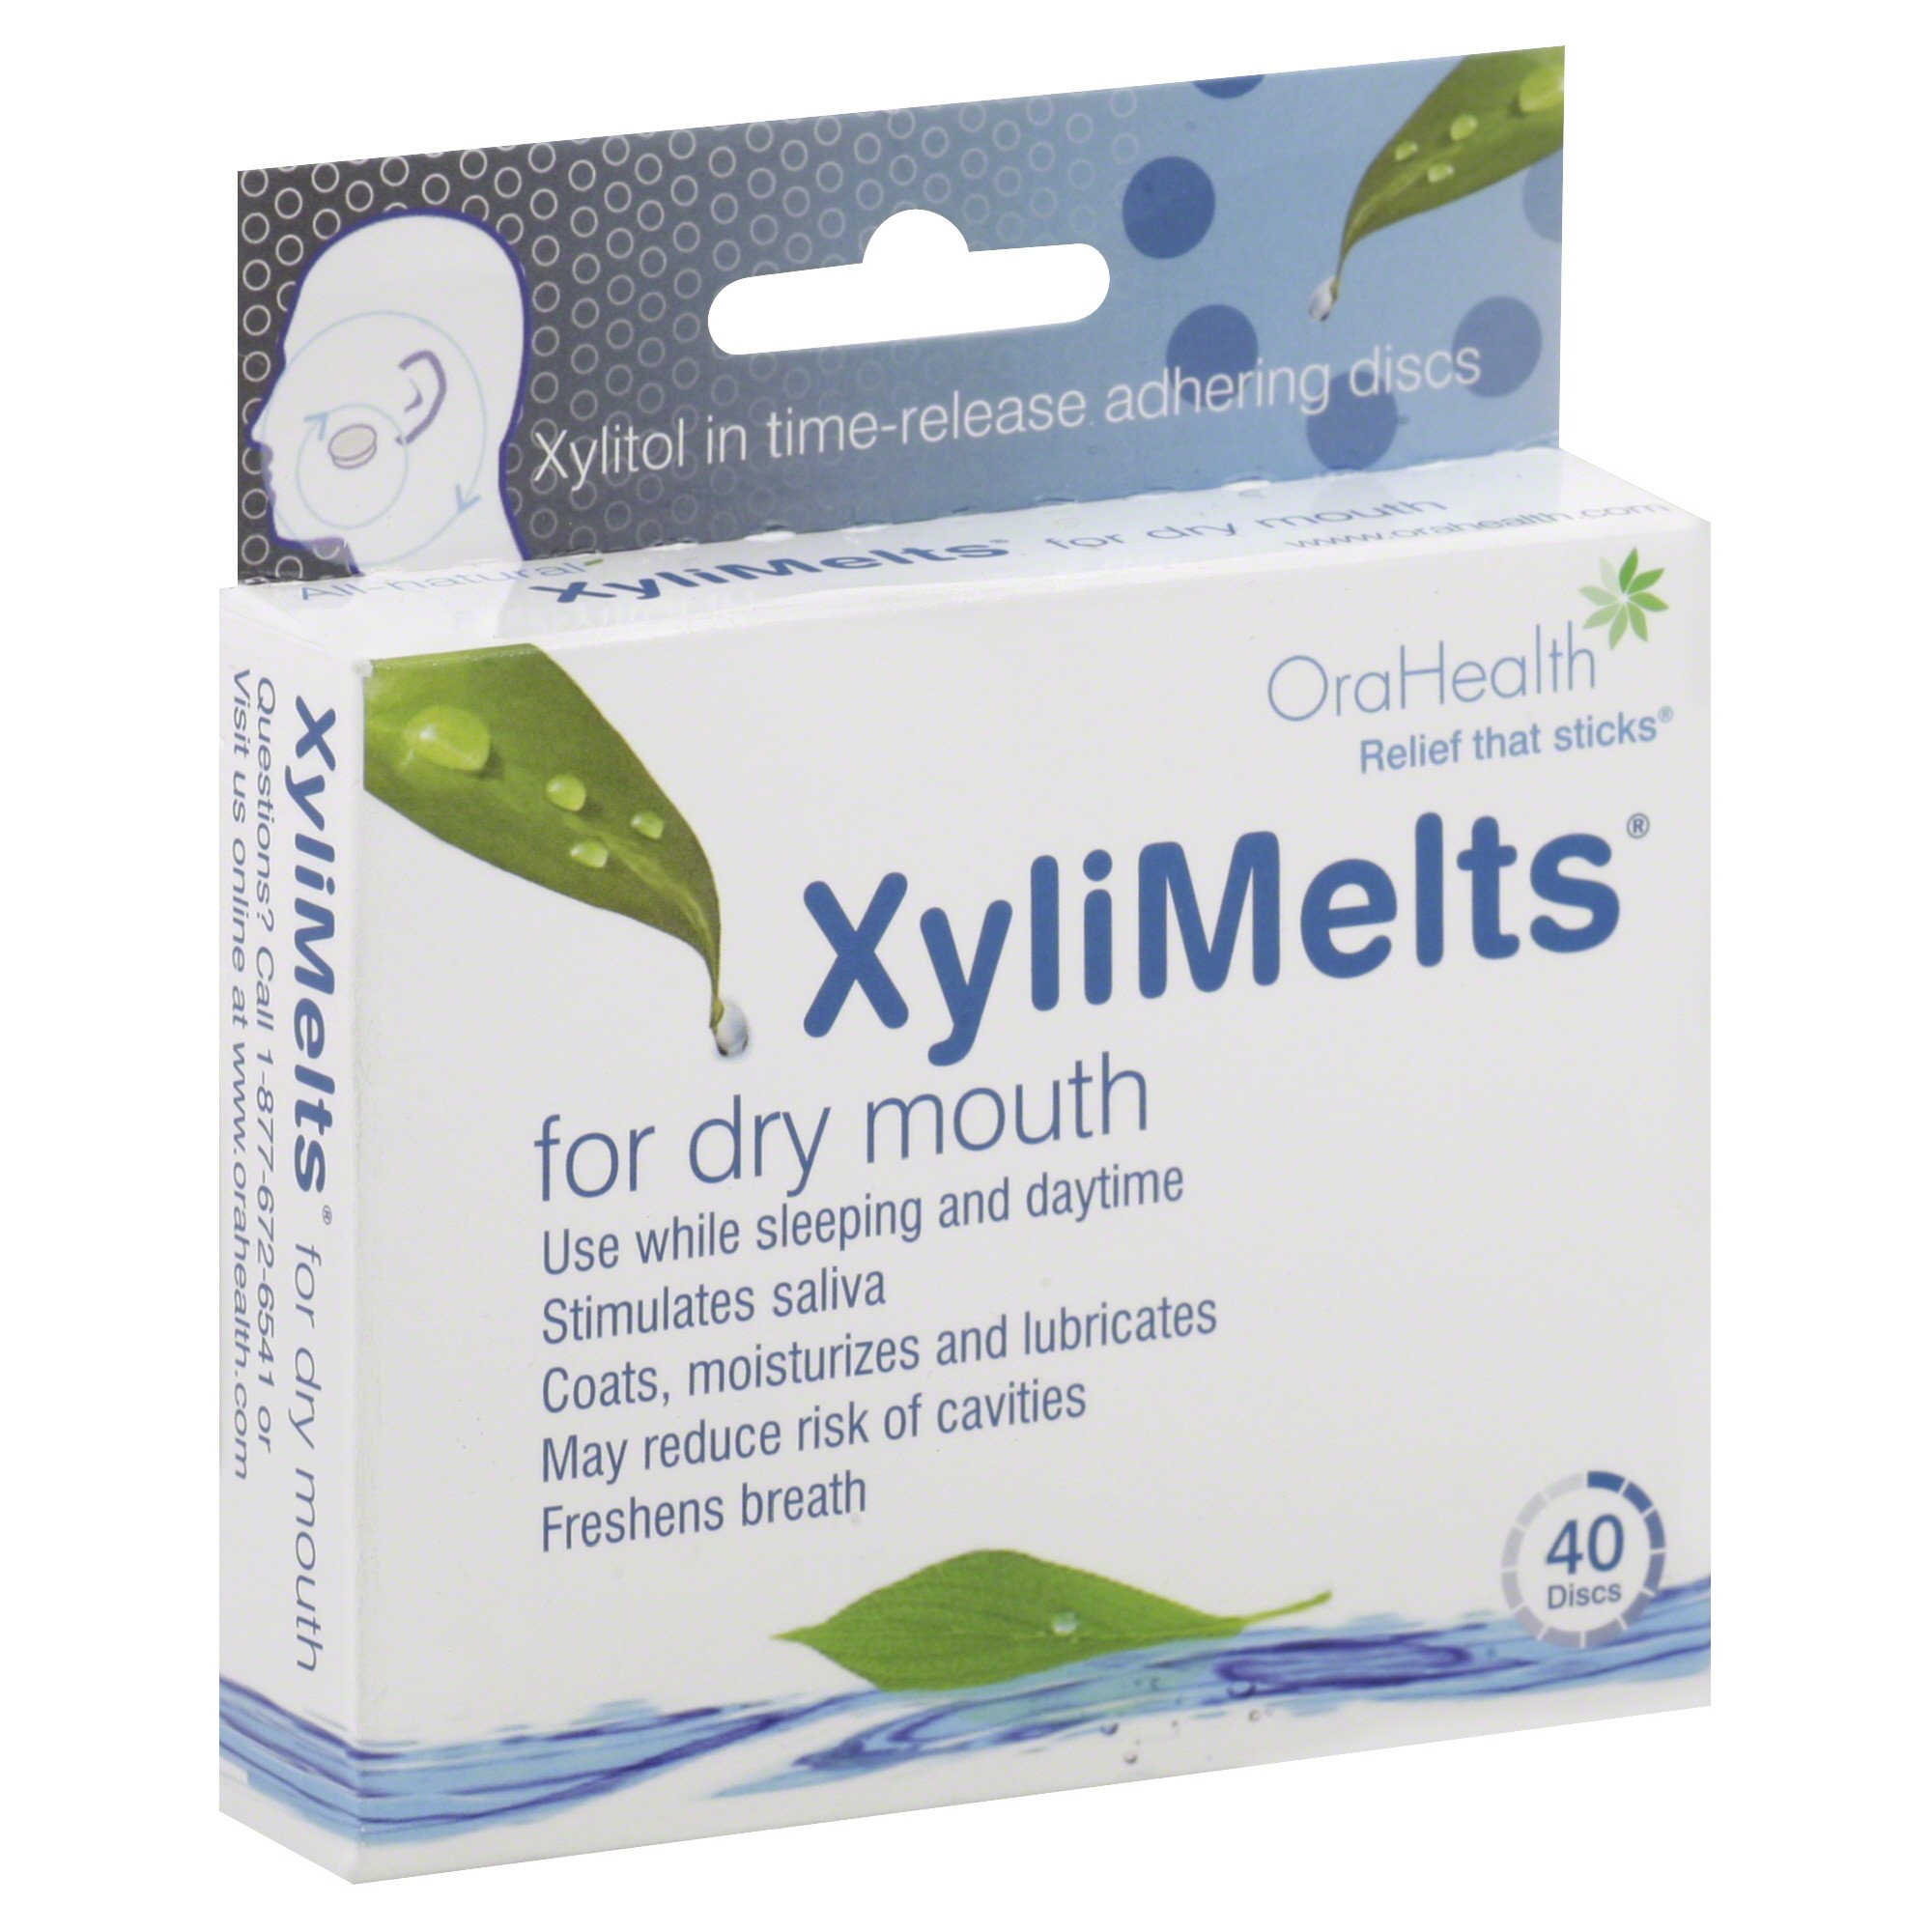 Xylitol in time-release adhering discs
All-natural
XyliMelts® for dry mouth
www.orahealth.com
OraHealth
Relief that sticks®
XyliMelts®
for dry mouth
Use while sleeping and daytime
Stimulates saliva
Coats, moisturizes and lubricates
May reduce risk of cavities
Freshens breath
40
Discs
XyliMelts® for dry mouth
Questions? Call 1-877-672-6541 or
Visit us online at www.orahealth.com